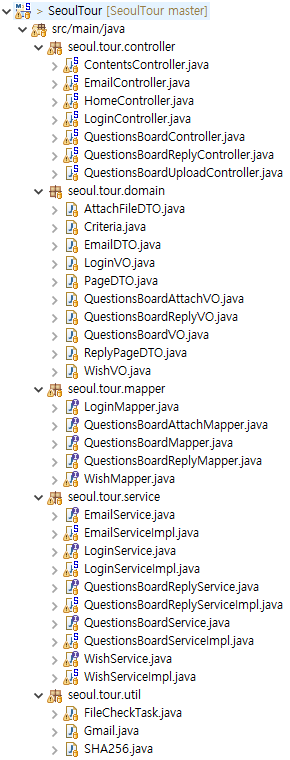 > SeoulTour [SeoulTour master]
src/main/java
seoul.tour.controller
ContentsController.java
EmailController.java
HomeController.java
LoginController.java
QuestionsBoardController.java
QuestionsBoardReplyController.java
QuestionsBoardUploadController.java
seoul.tour.domain
AttachFileDTO.java
Criteria.java
EmailDTO.java
LoginVO.java
PageDTO.java
QuestionsBoardAttachVO.java
QuestionsBoardReplyVO.java
QuestionsBoardVO.java
ReplyPageDTO.java
WishVO.java
seoul.tour.mapper
LoginMapper.java
QuestionsBoardAttachMapper.java
QuestionsBoardMapper.java
QuestionsBoardReplyMapper.java
WishMapper.java
seoul.tour.service
EmailService.java
EmailServiceImpl.java
LoginService.java
LoginServiceImpl.java
QuestionsBoardReplyService.java
QuestionsBoardReplyServiceImpl.java
QuestionsBoardService.java
QuestionsBoardServiceImpl.java
WishService.java
WishServiceImpl.java
seoul.tour.util
FileCheckTask.java
Gmail.java
SHA256.java